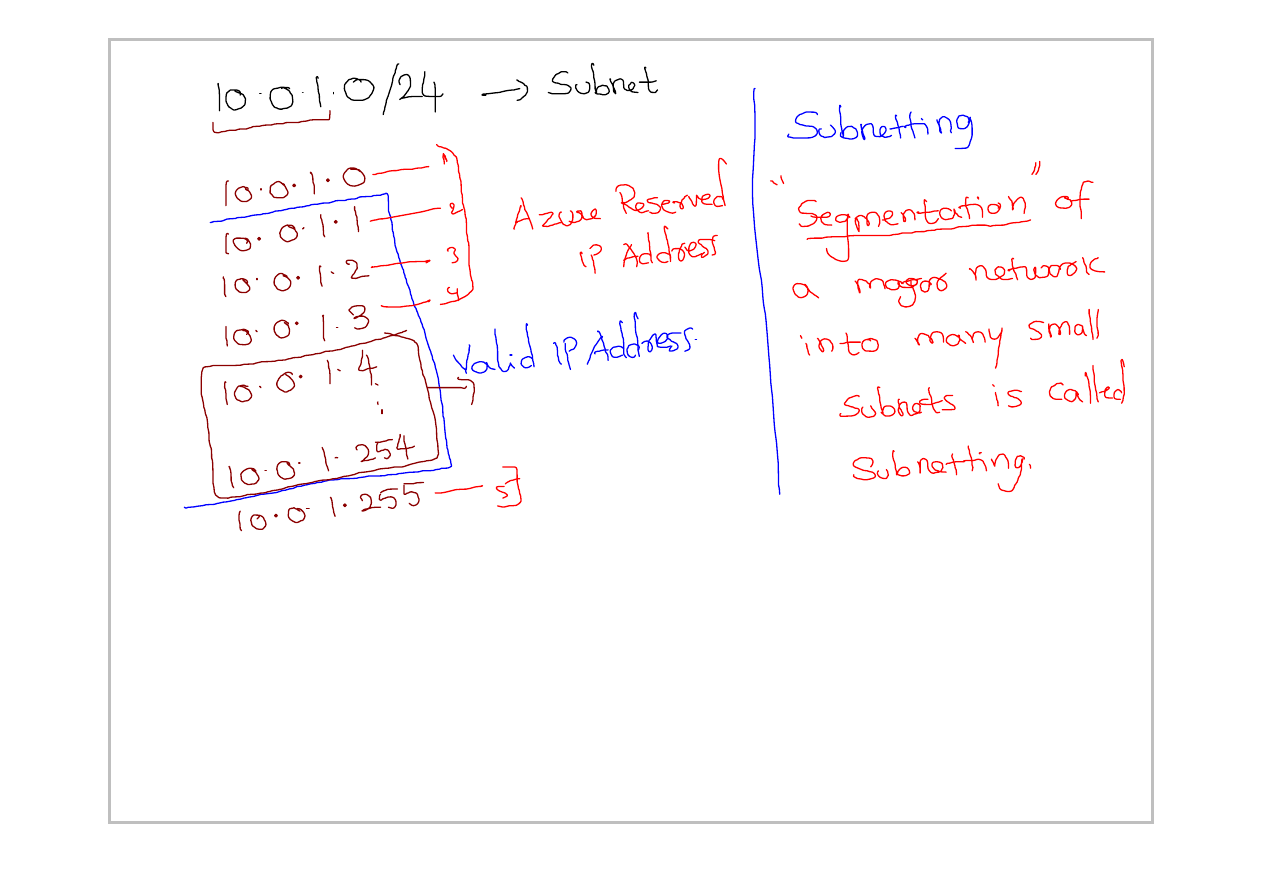 10.0.1.0/24 → Subnet
10.0.1.0 — 1
10.0.1.1 — 2
10.0.1.2 — 3
10.0.1.3 — 4
Azure Reserved
IP Address
10.0.1.4
:
Valid IP Address.
10.0.1.254
10.0.1.255 — 5
Subnetting
"Segmentation" of
a magor network
into many small
Subnets is called
Subnetting.